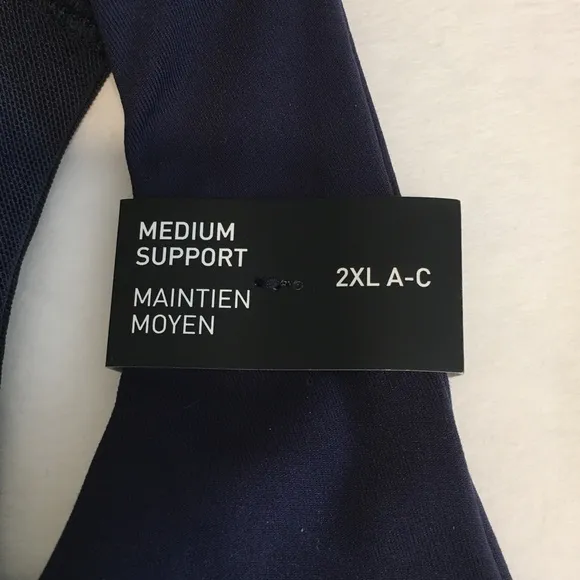 MEDIUM
SUPPORT
MAINTIEN
MOYEN
2XL A-C